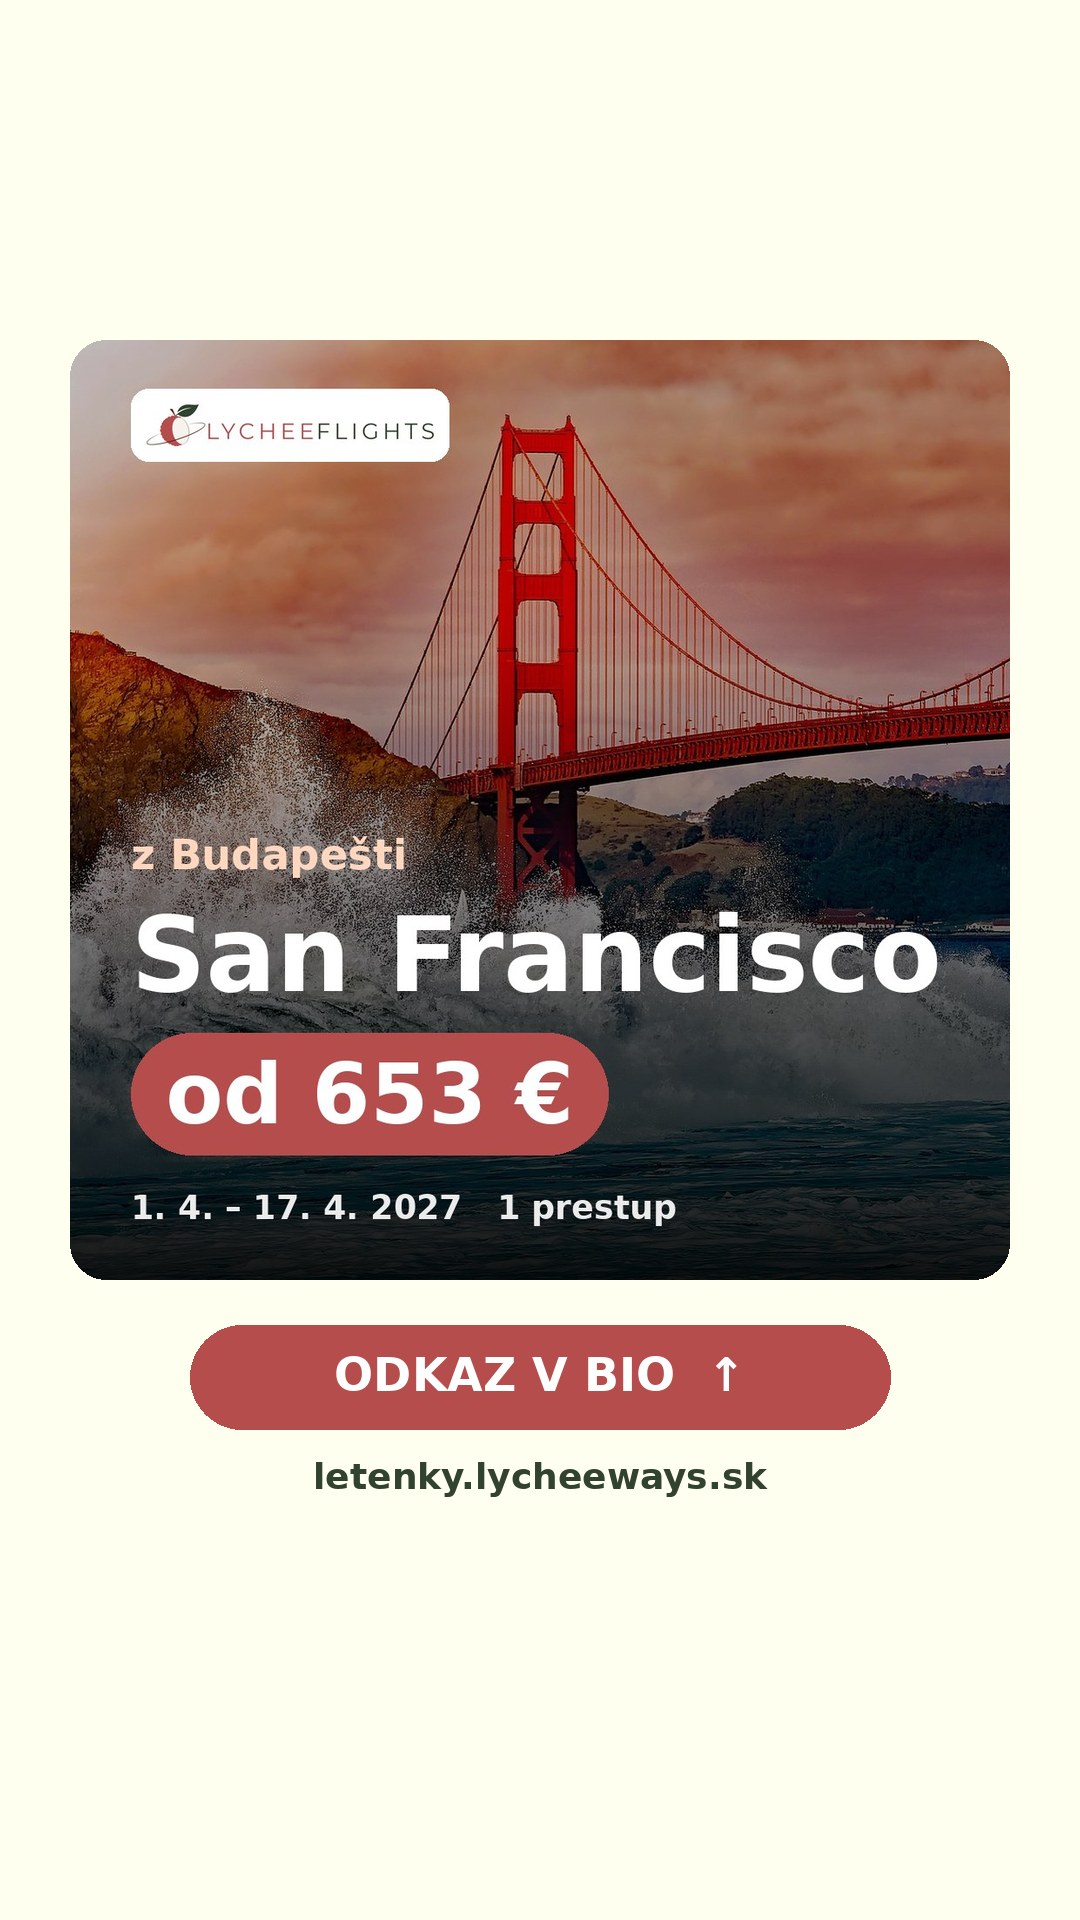 LYCHEEFLIGHTS
z Budapešti
San Francisco
od 653 €
1. 4. – 17. 4. 2027 1 prestup
ODKAZ V BIO ↑
letenky.lycheeways.sk